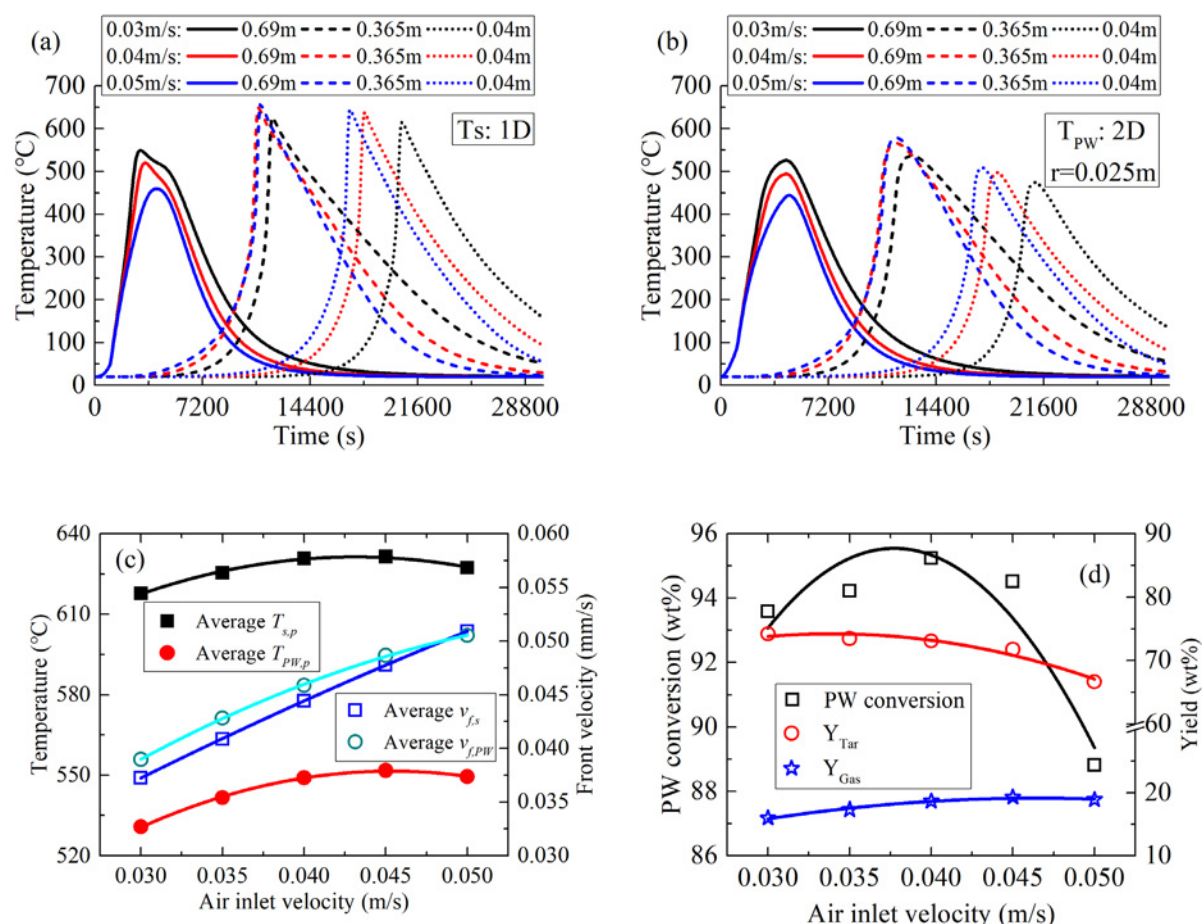 (a)
0.03m/s: 0.69m 0.365m 0.04m
0.04m/s: 0.69m 0.365m 0.04m
0.05m/s: 0.69m 0.365m 0.04m
Ts: 1D
Temperature (℃)
700
600
500
400
300
200
100
0
0 7200 14400 21600 28800
Time (s)
(b)
0.03m/s: 0.69m 0.365m 0.04m
0.04m/s: 0.69m 0.365m 0.04m
0.05m/s: 0.69m 0.365m 0.04m
T_PW: 2D
r=0.025m
Temperature (℃)
700
600
500
400
300
200
100
0
0 7200 14400 21600 28800
Time (s)
(c)
Temperature (℃)
640
610
580
550
520
Average T_s,p
Average T_PW,p
Average v_f,s
Average v_f,PW
0.060
0.055
0.050
0.045
0.040
0.035
0.030
Front velocity (mm/s)
0.030 0.035 0.040 0.045 0.050
Air inlet velocity (m/s)
(d)
PW conversion (wt%)
96
94
92
90
88
86
PW conversion
Y_Tar
Y_Gas
90
80
70
60
20
10
Yield (wt%)
0.030 0.035 0.040 0.045 0.050
Air inlet velocity (m/s)